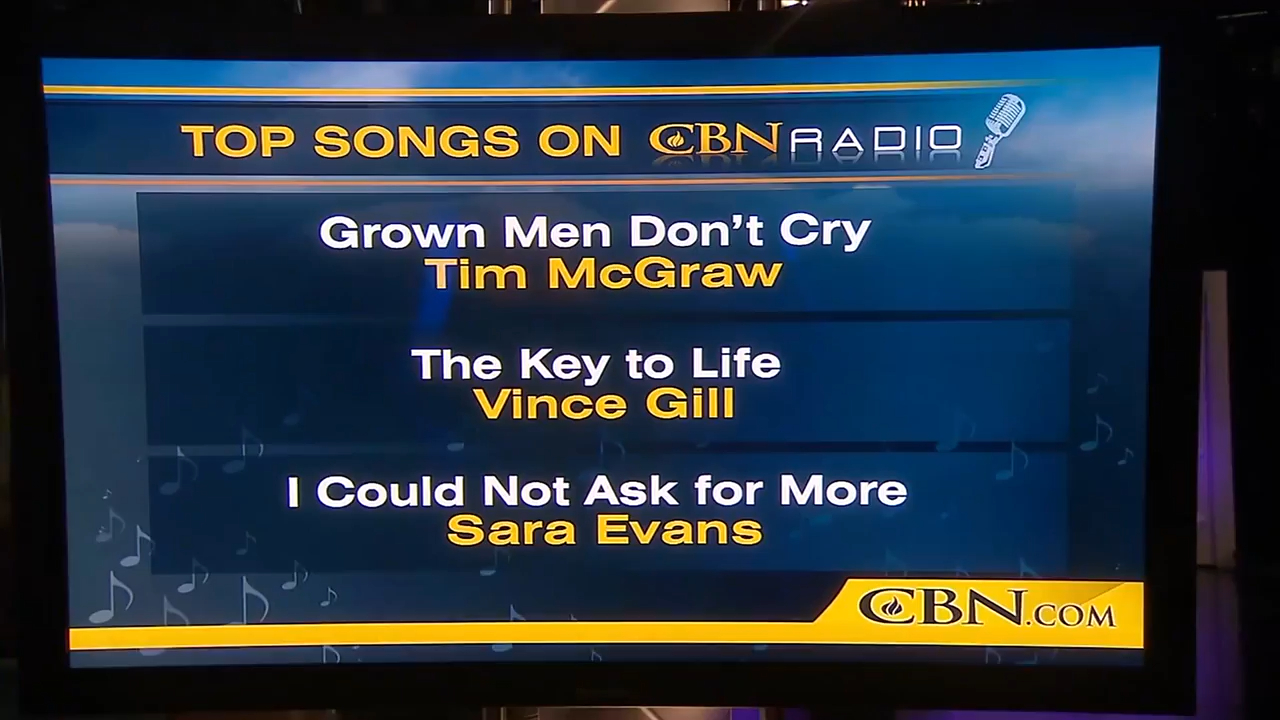 TOP SONGS ON CBN RADIO
Grown Men Don't Cry
Tim McGraw
The Key to Life
Vince Gill
I Could Not Ask for More
Sara Evans
CBN.COM